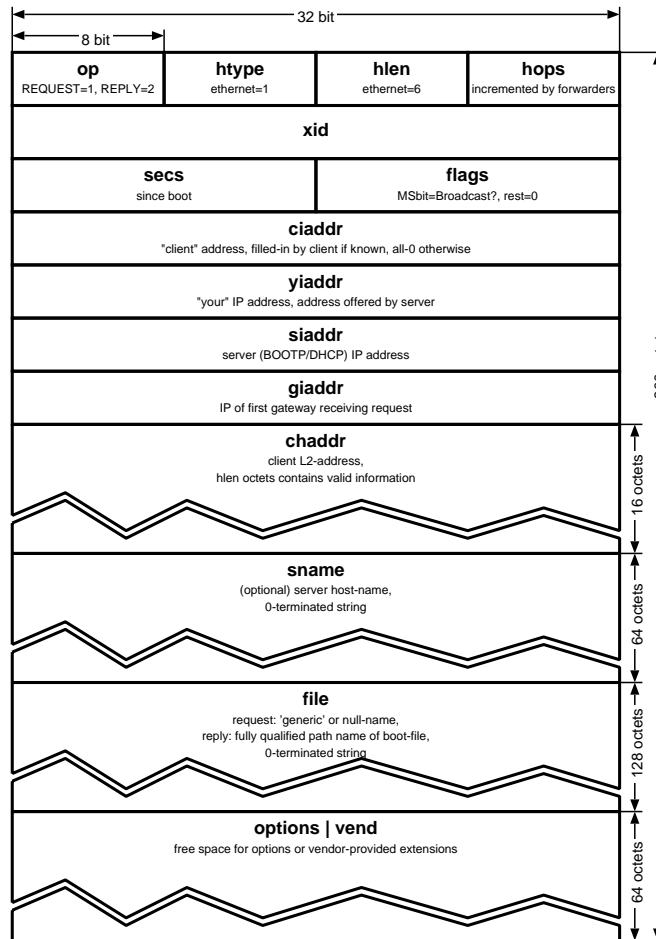 32 bit
8 bit
op
REQUEST=1, REPLY=2
htype
ethernet=1
hlen
ethernet=6
hops
incremented by forwarders
xid
secs
since boot
flags
MSbit=Broadcast?, rest=0
ciaddr
"client" address, filled-in by client if known, all-0 otherwise
yiaddr
"your" IP address, address offered by server
siaddr
server (BOOTP/DHCP) IP address
giaddr
IP of first gateway receiving request
chaddr
client L2-address,
hlen octets contains valid information
16 octets
sname
(optional) server host-name,
0-terminated string
64 octets
file
request: 'generic' or null-name,
reply: fully qualified path name of boot-file,
0-terminated string
128 octets
options | vend
free space for options or vendor-provided extensions
64 octets